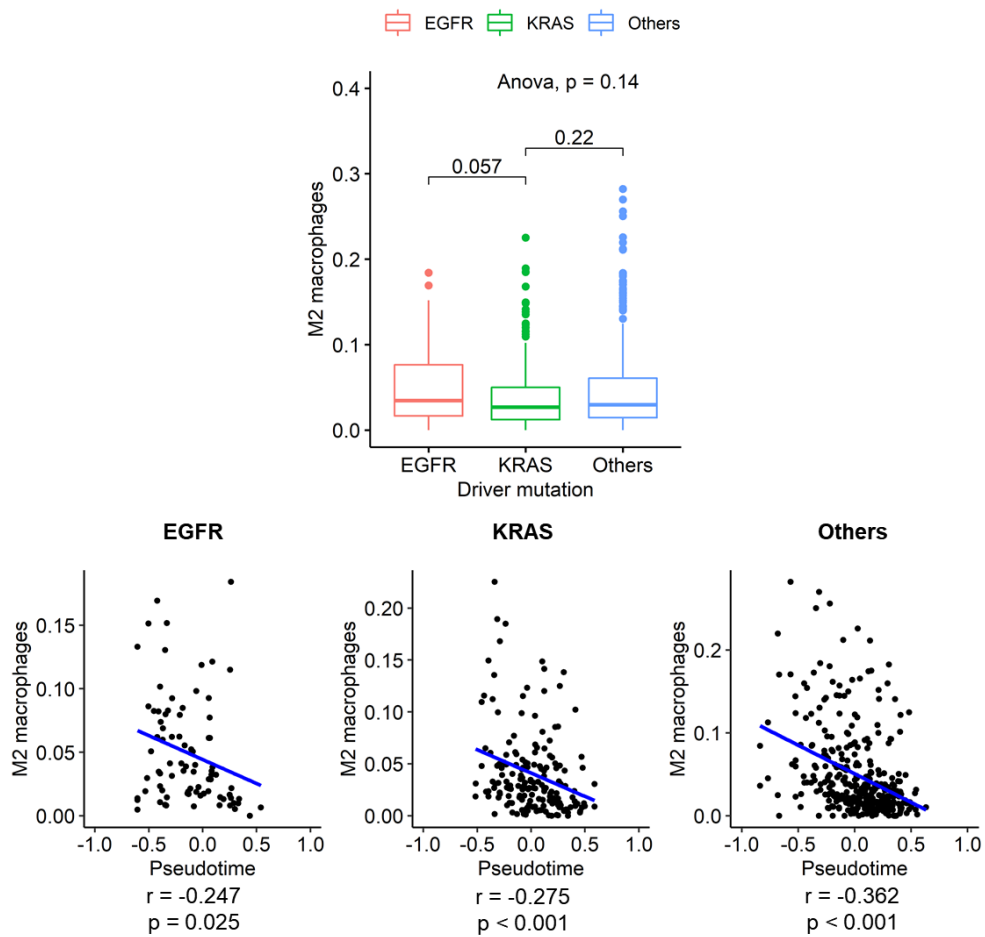 EGFR KRAS Others
Anova, p = 0.14
0.4
0.3
0.2
0.1
0.0
0.057
0.22
M2 macrophages
EGFR KRAS Others
Driver mutation
EGFR
M2 macrophages
0.15
0.10
0.05
0.00
-1.0 -0.5 0.0 0.5 1.0
Pseudotime
r = -0.247
p = 0.025
KRAS
M2 macrophages
0.20
0.15
0.10
0.05
0.00
-1.0 -0.5 0.0 0.5 1.0
Pseudotime
r = -0.275
p < 0.001
Others
M2 macrophages
0.2
0.1
0.0
-1.0 -0.5 0.0 0.5 1.0
Pseudotime
r = -0.362
p < 0.001